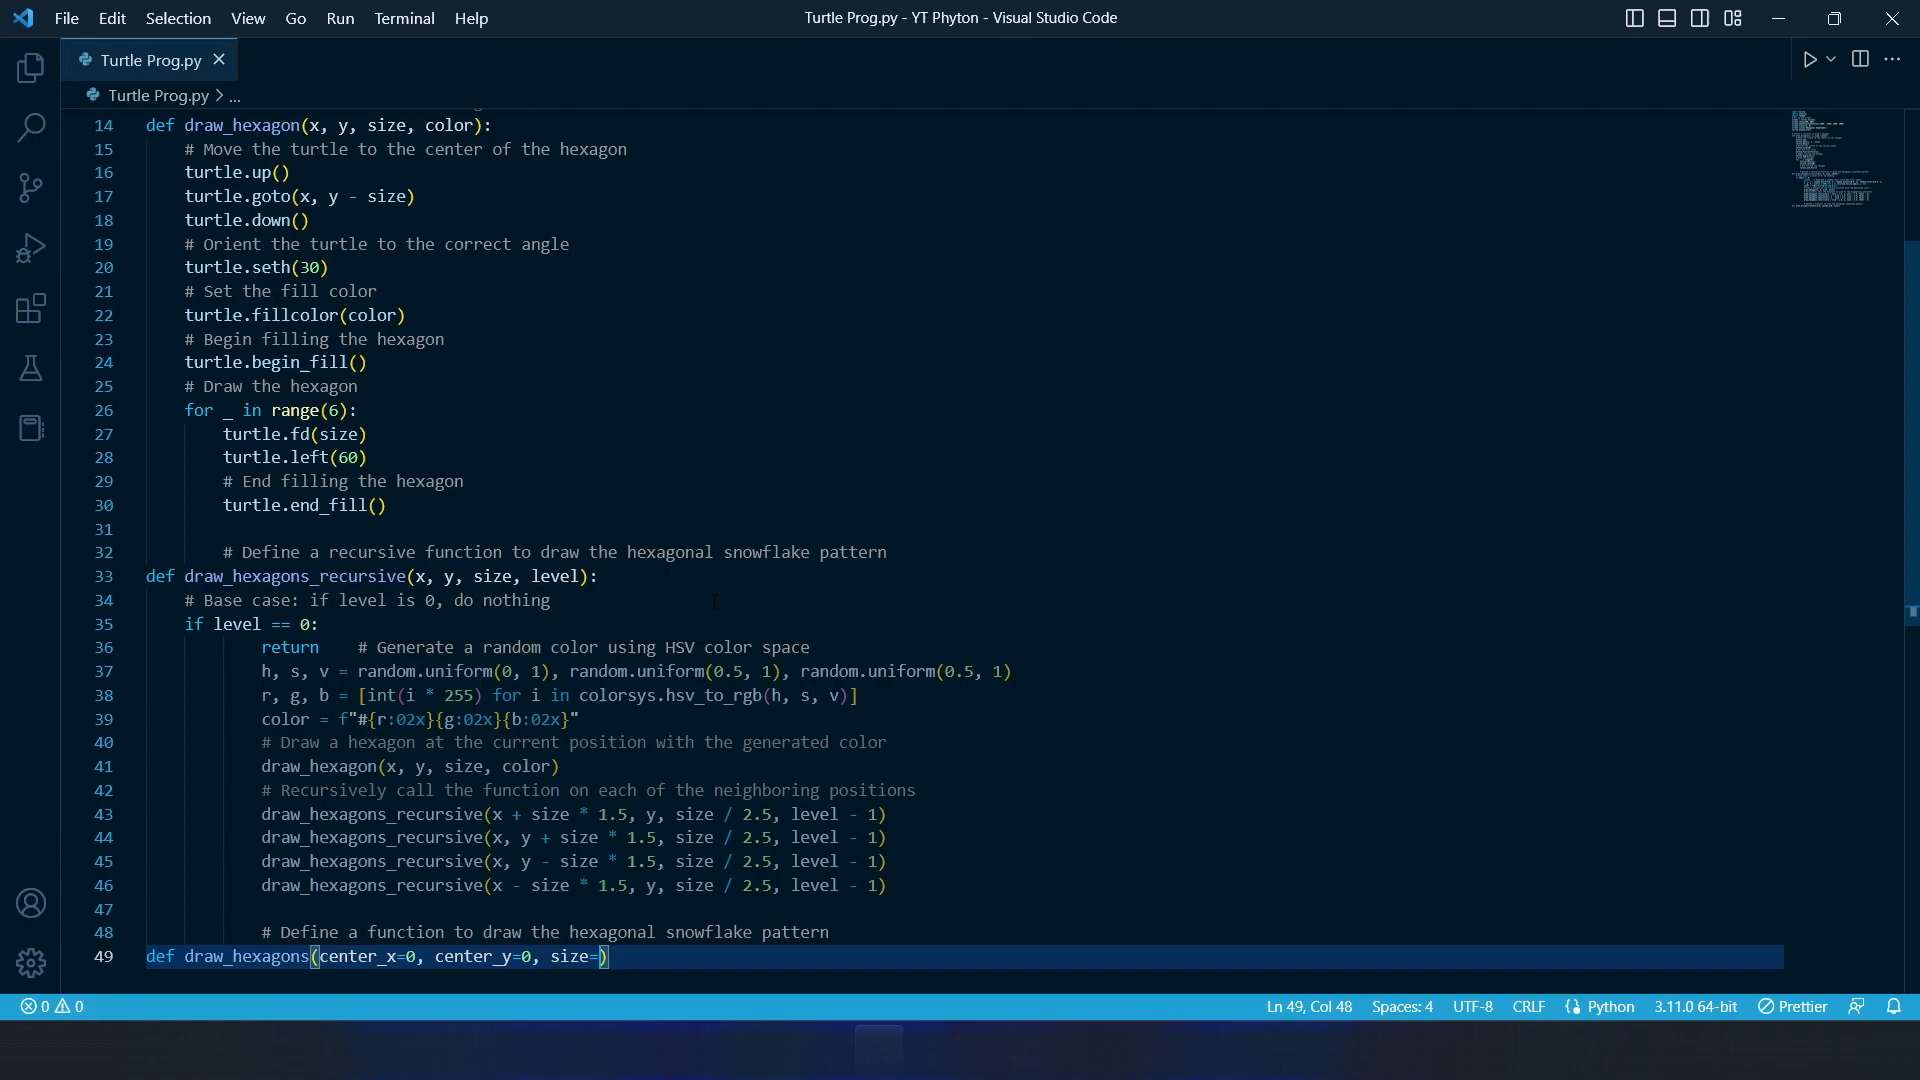 File Edit Selection View Go Run Terminal Help
Turtle Prog.py - YT Phyton - Visual Studio Code
Turtle Prog.py
Turtle Prog.py > ...
14 def draw_hexagon(x, y, size, color):
15 # Move the turtle to the center of the hexagon
16 turtle.up()
17 turtle.goto(x, y - size)
18 turtle.down()
19 # Orient the turtle to the correct angle
20 turtle.seth(30)
21 # Set the fill color
22 turtle.fillcolor(color)
23 # Begin filling the hexagon
24 turtle.begin_fill()
25 # Draw the hexagon
26 for _ in range(6):
27 turtle.fd(size)
28 turtle.left(60)
29 # End filling the hexagon
30 turtle.end_fill()
31
32 # Define a recursive function to draw the hexagonal snowflake pattern
33 def draw_hexagons_recursive(x, y, size, level):
34 # Base case: if level is 0, do nothing
35 if level == 0:
36 return # Generate a random color using HSV color space
37 h, s, v = random.uniform(0, 1), random.uniform(0.5, 1), random.uniform(0.5, 1)
38 r, g, b = [int(i * 255) for i in colorsys.hsv_to_rgb(h, s, v)]
39 color = f"#{r:02x}{g:02x}{b:02x}"
40 # Draw a hexagon at the current position with the generated color
41 draw_hexagon(x, y, size, color)
42 # Recursively call the function on each of the neighboring positions
43 draw_hexagons_recursive(x + size * 1.5, y, size / 2.5, level - 1)
44 draw_hexagons_recursive(x, y + size * 1.5, size / 2.5, level - 1)
45 draw_hexagons_recursive(x, y - size * 1.5, size / 2.5, level - 1)
46 draw_hexagons_recursive(x - size * 1.5, y, size / 2.5, level - 1)
47
48 # Define a function to draw the hexagonal snowflake pattern
49 def draw_hexagons(center_x=0, center_y=0, size=)
0 0 Ln 49, Col 48 Spaces: 4 UTF-8 CRLF Python 3.11.0 64-bit Prettier